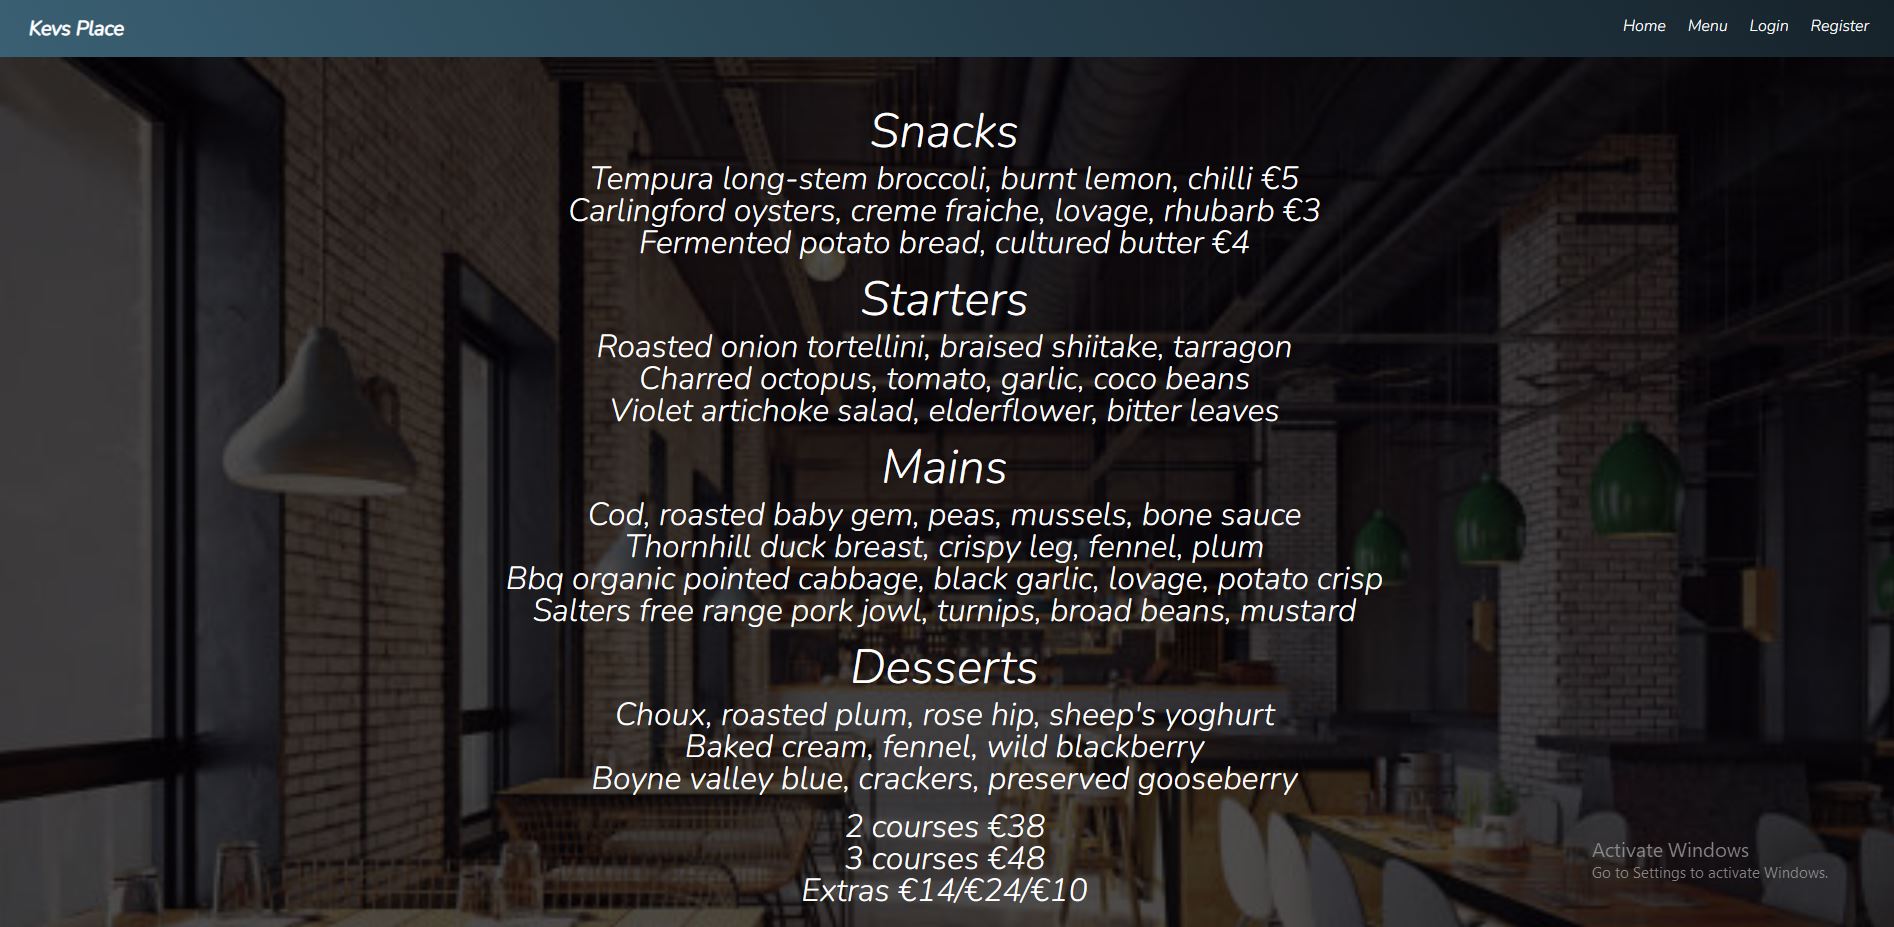 Kevs Place
Home Menu Login Register
Snacks
Tempura long-stem broccoli, burnt lemon, chilli €5
Carlingford oysters, creme fraiche, lovage, rhubarb €3
Fermented potato bread, cultured butter €4
Starters
Roasted onion tortellini, braised shiitake, tarragon
Charred octopus, tomato, garlic, coco beans
Violet artichoke salad, elderflower, bitter leaves
Mains
Cod, roasted baby gem, peas, mussels, bone sauce
Thornhill duck breast, crispy leg, fennel, plum
Bbq organic pointed cabbage, black garlic, lovage, potato crisp
Salters free range pork jowl, turnips, broad beans, mustard
Desserts
Choux, roasted plum, rose hip, sheep's yoghurt
Baked cream, fennel, wild blackberry
Boyne valley blue, crackers, preserved gooseberry
2 courses €38
3 courses €48
Extras €14/€24/€10
Activate Windows
Go to Settings to activate Windows.